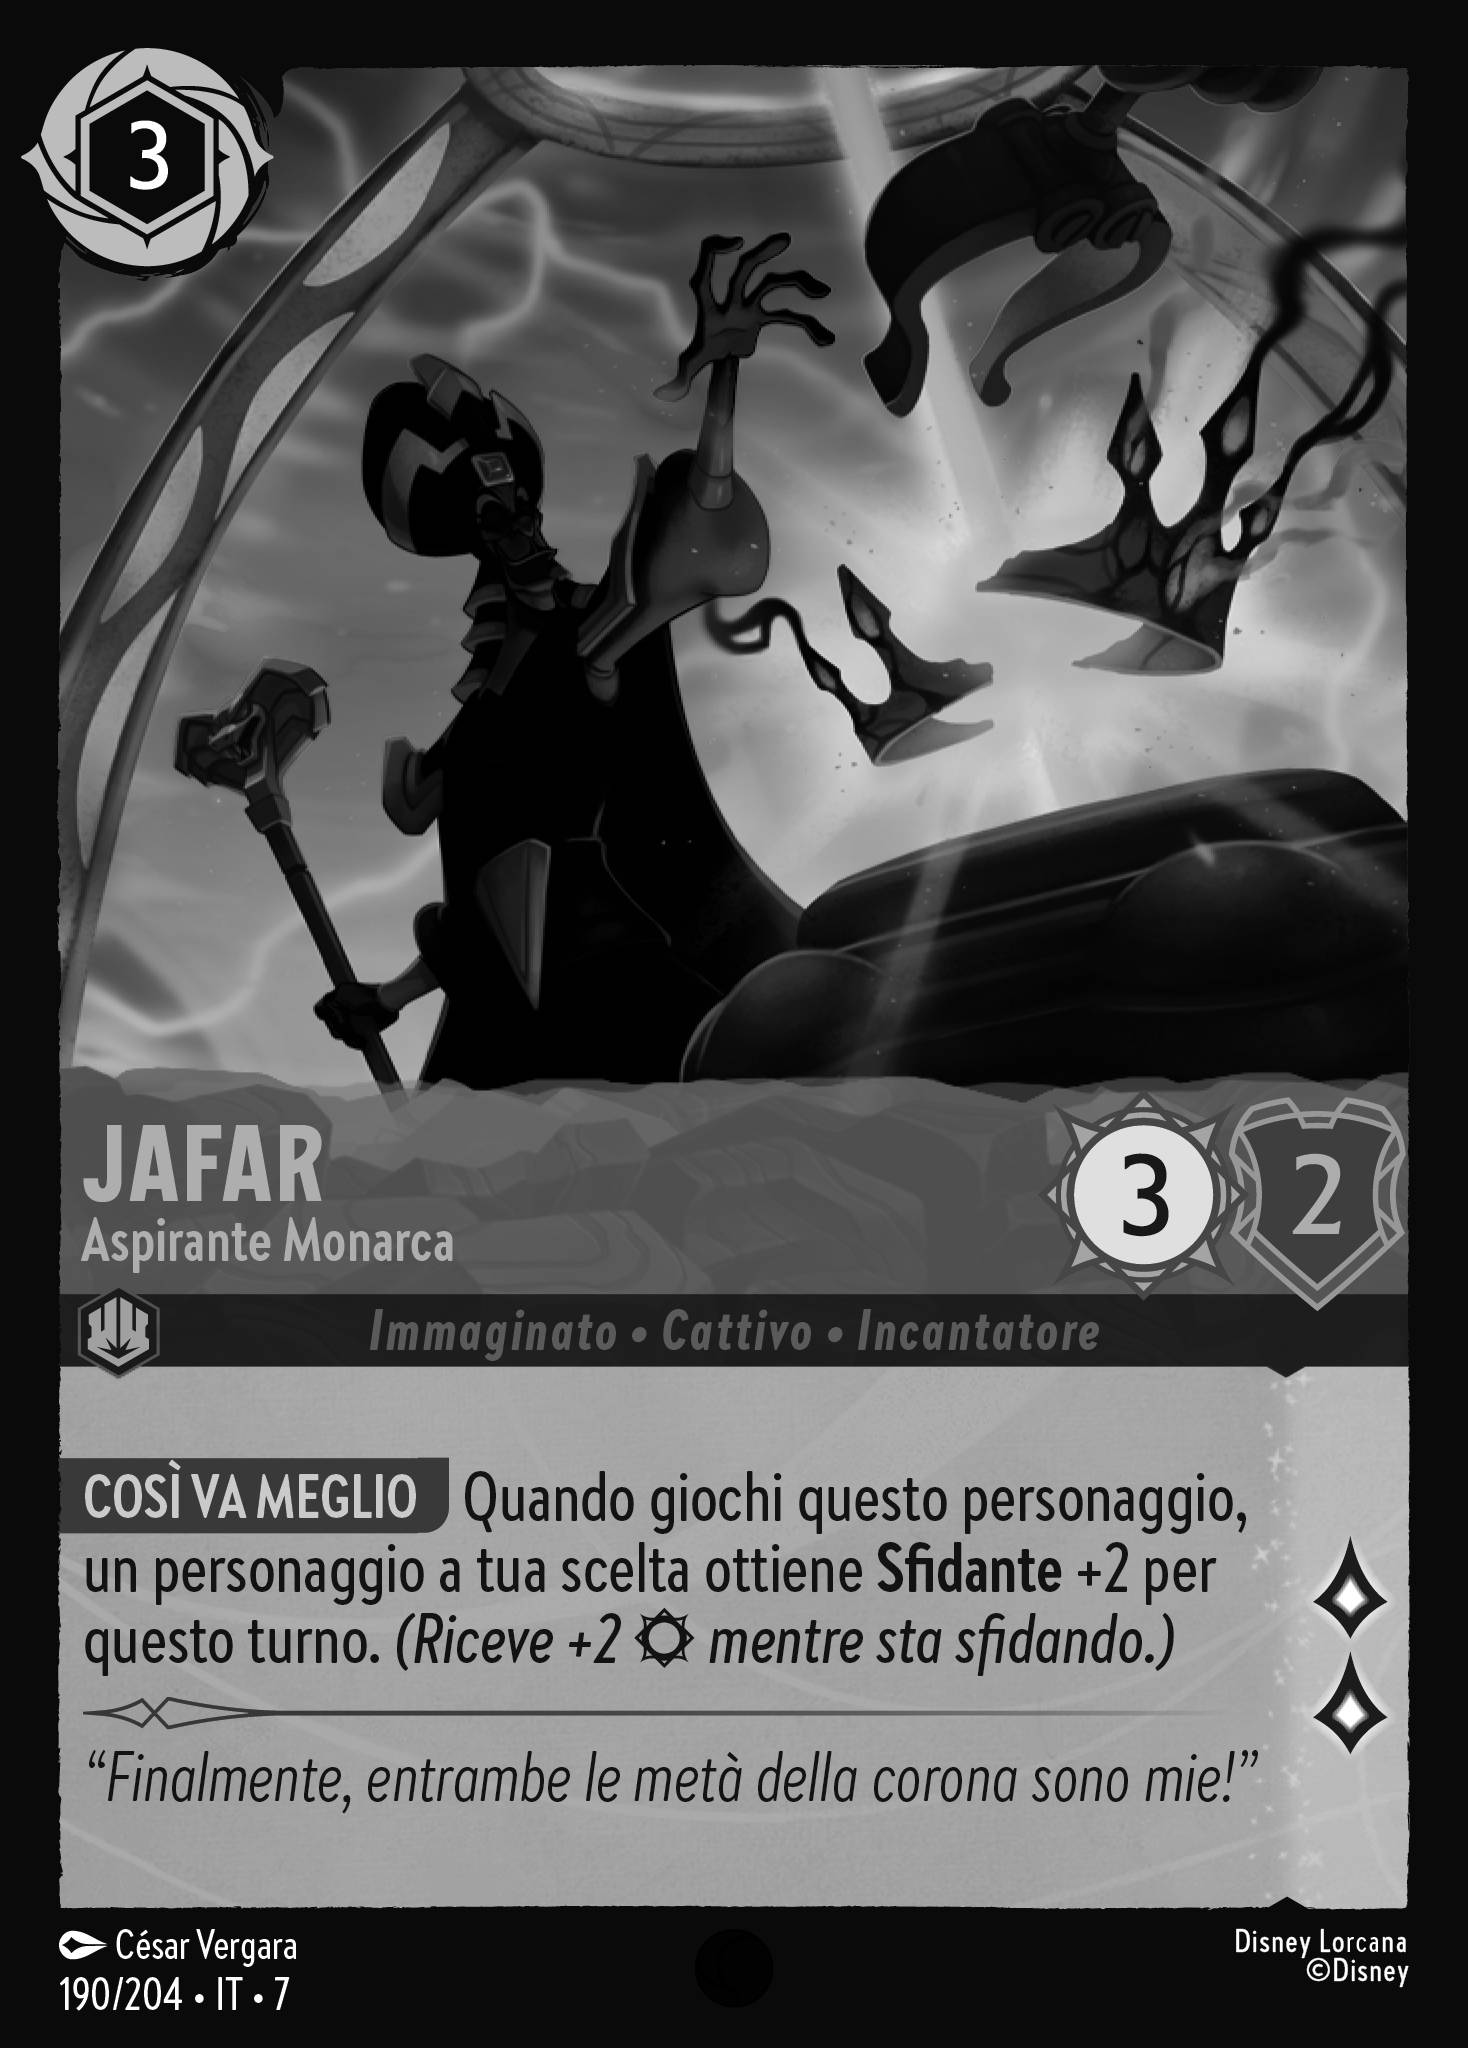 3
JAFAR
Aspirante Monarca
3 2
Immaginato • Cattivo • Incantatore
COSÌ VA MEGLIO Quando giochi questo personaggio,
un personaggio a tua scelta ottiene Sfidante +2 per
questo turno. (Riceve +2 mentre sta sfidando.)
“Finalmente, entrambe le metà della corona sono mie!”
César Vergara
190/204 • IT • 7
Disney Lorcana
©Disney